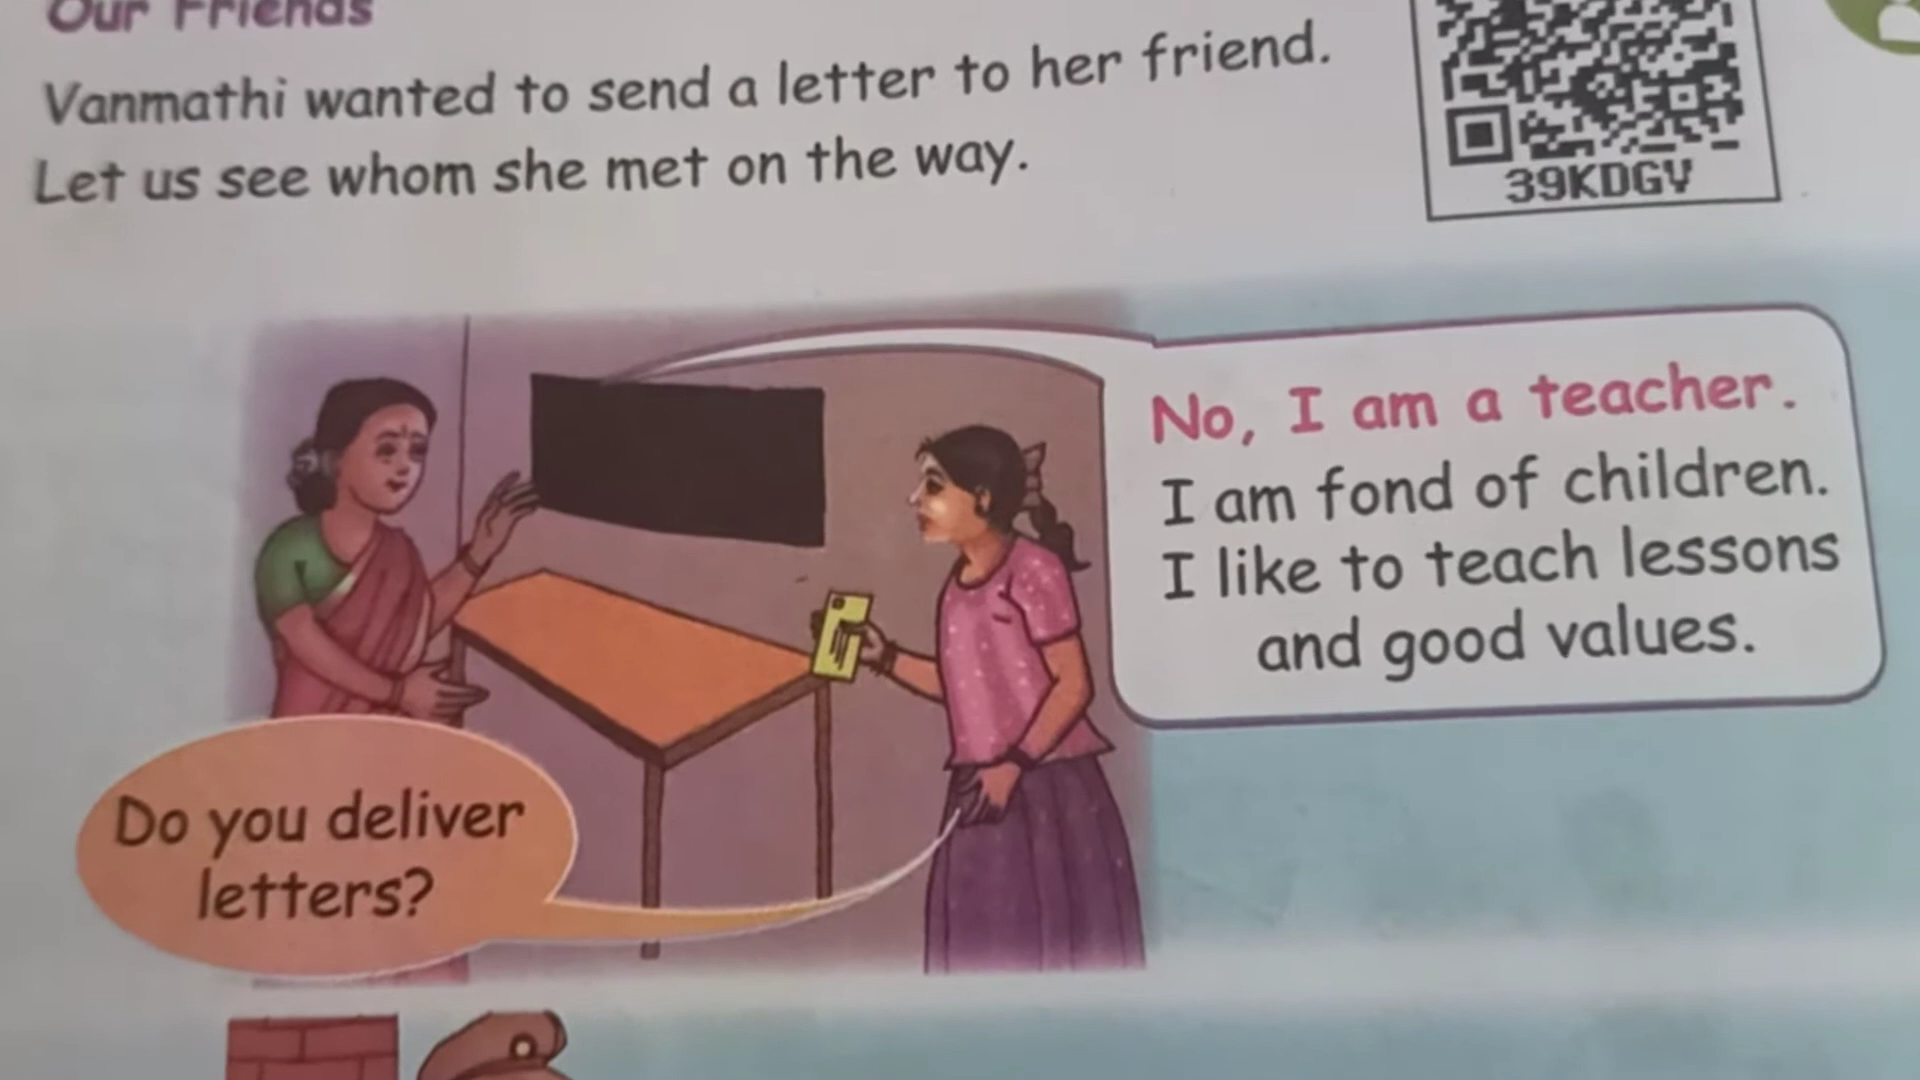 Our Friends
Vanmathi wanted to send a letter to her friend.
Let us see whom she met on the way.
39KDGV
No, I am a teacher.
I am fond of children.
I like to teach lessons
and good values.
Do you deliver
letters?